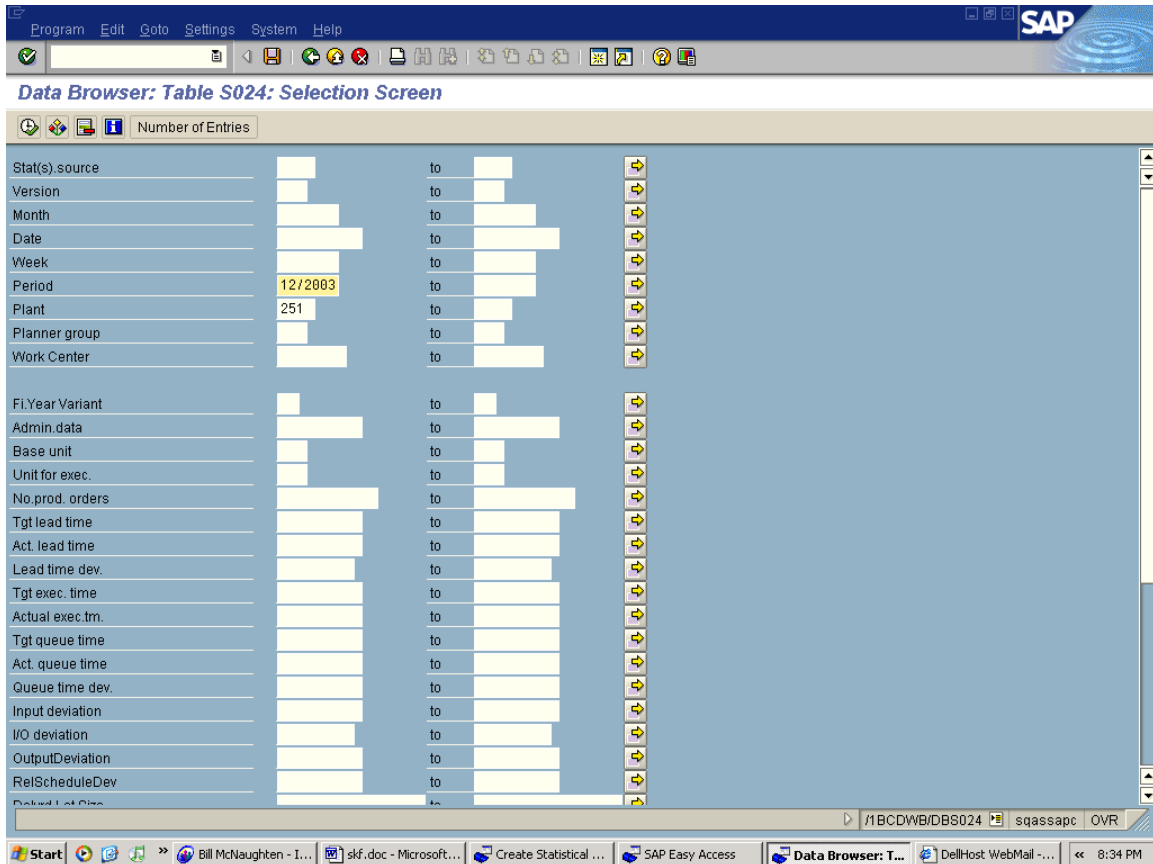 Program Edit Goto Settings System Help
SAP
Data Browser: Table S024: Selection Screen
Number of Entries
Stat(s).source to
Version to
Month to
Date to
Week to
Period 12/2003 to
Plant 251 to
Planner group to
Work Center to
Fi.Year Variant to
Admin.data to
Base unit to
Unit for exec. to
No.prod. orders to
Tgt lead time to
Act. lead time to
Lead time dev. to
Tgt exec. time to
Actual exec.tm. to
Tgt queue time to
Act. queue time to
Queue time dev. to
Input deviation to
I/O deviation to
OutputDeviation to
RelScheduleDev to
/1BCDWB/DBS024 sqassapc OVR
Start » Bill McNaughten - I... skf.doc - Microsoft... Create Statistical ... SAP Easy Access Data Browser: T... DellHost WebMail -... « 8:34 PM